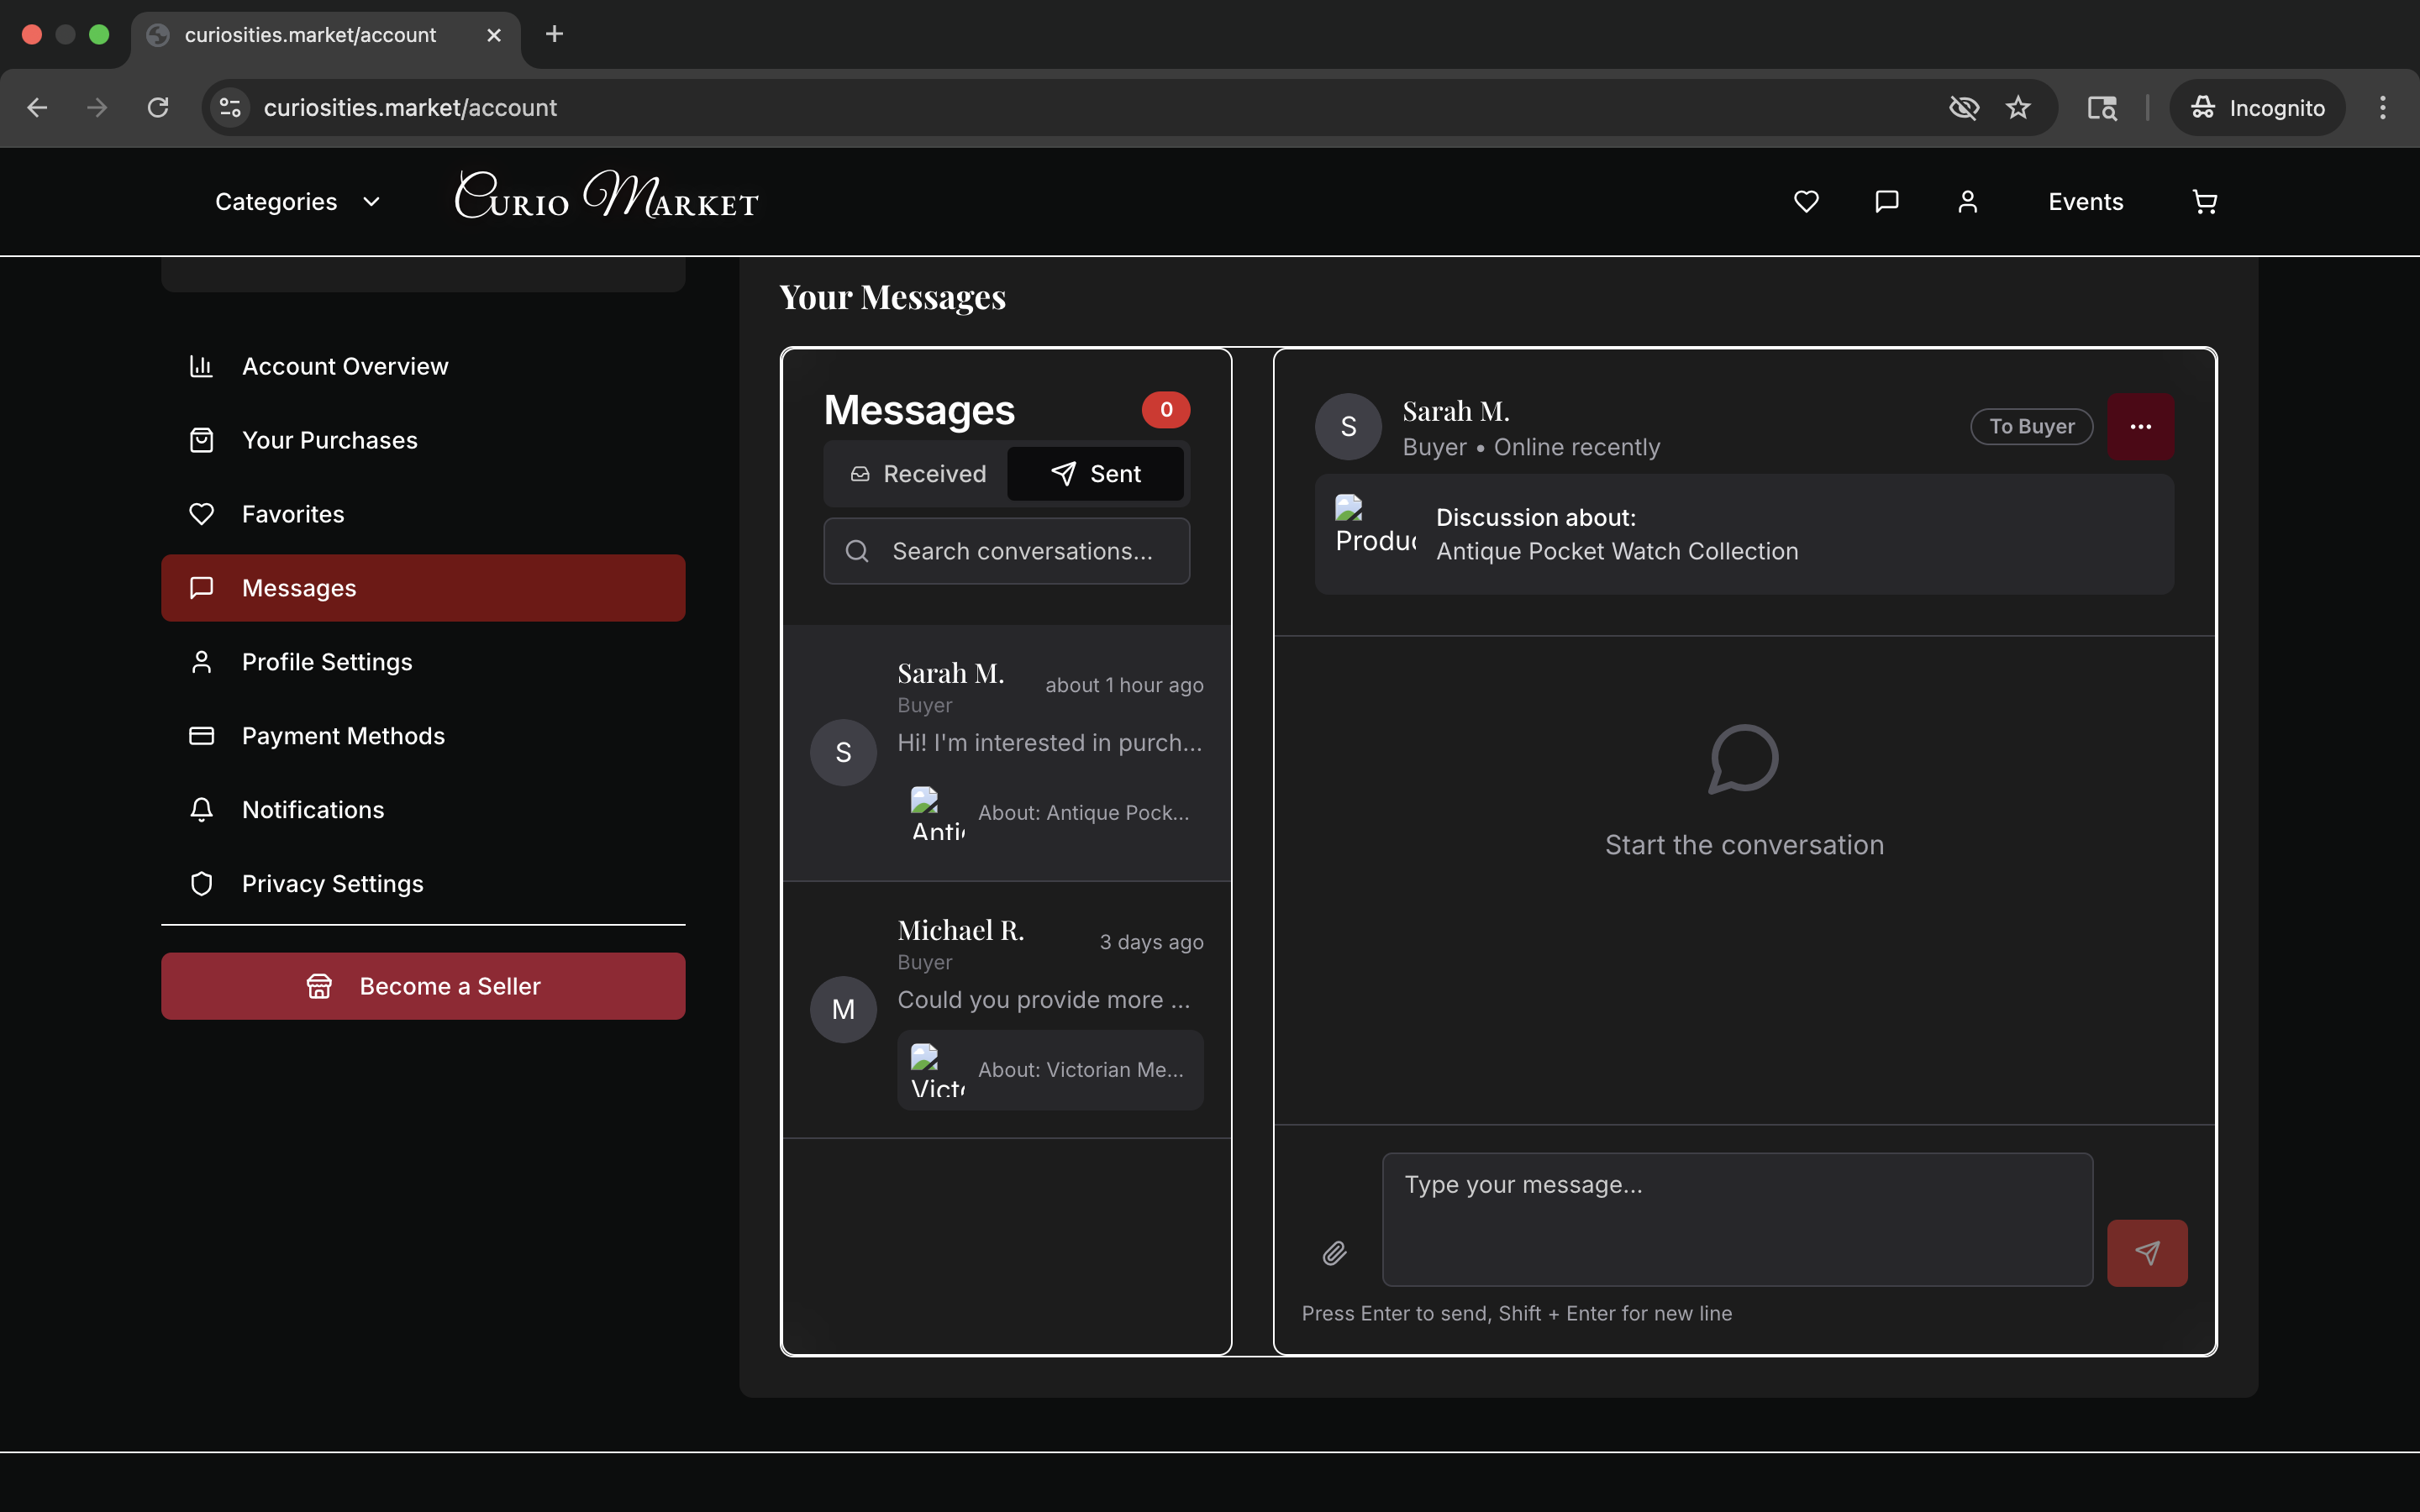 curiosities.market/account
curiosities.market/account
Incognito
Categories
Curio Market
Events
Your Messages
Account Overview
Your Purchases
Favorites
Messages
Profile Settings
Payment Methods
Notifications
Privacy Settings
Become a Seller
Messages
0
Received
Sent
Search conversations...
S
Sarah M.
about 1 hour ago
Buyer
Hi! I'm interested in purch...
Anti
About: Antique Pock...
M
Michael R.
3 days ago
Buyer
Could you provide more ...
Victo
About: Victorian Me...
S
Sarah M.
Buyer • Online recently
To Buyer
Produc
Discussion about:
Antique Pocket Watch Collection
Start the conversation
Type your message...
Press Enter to send, Shift + Enter for new line